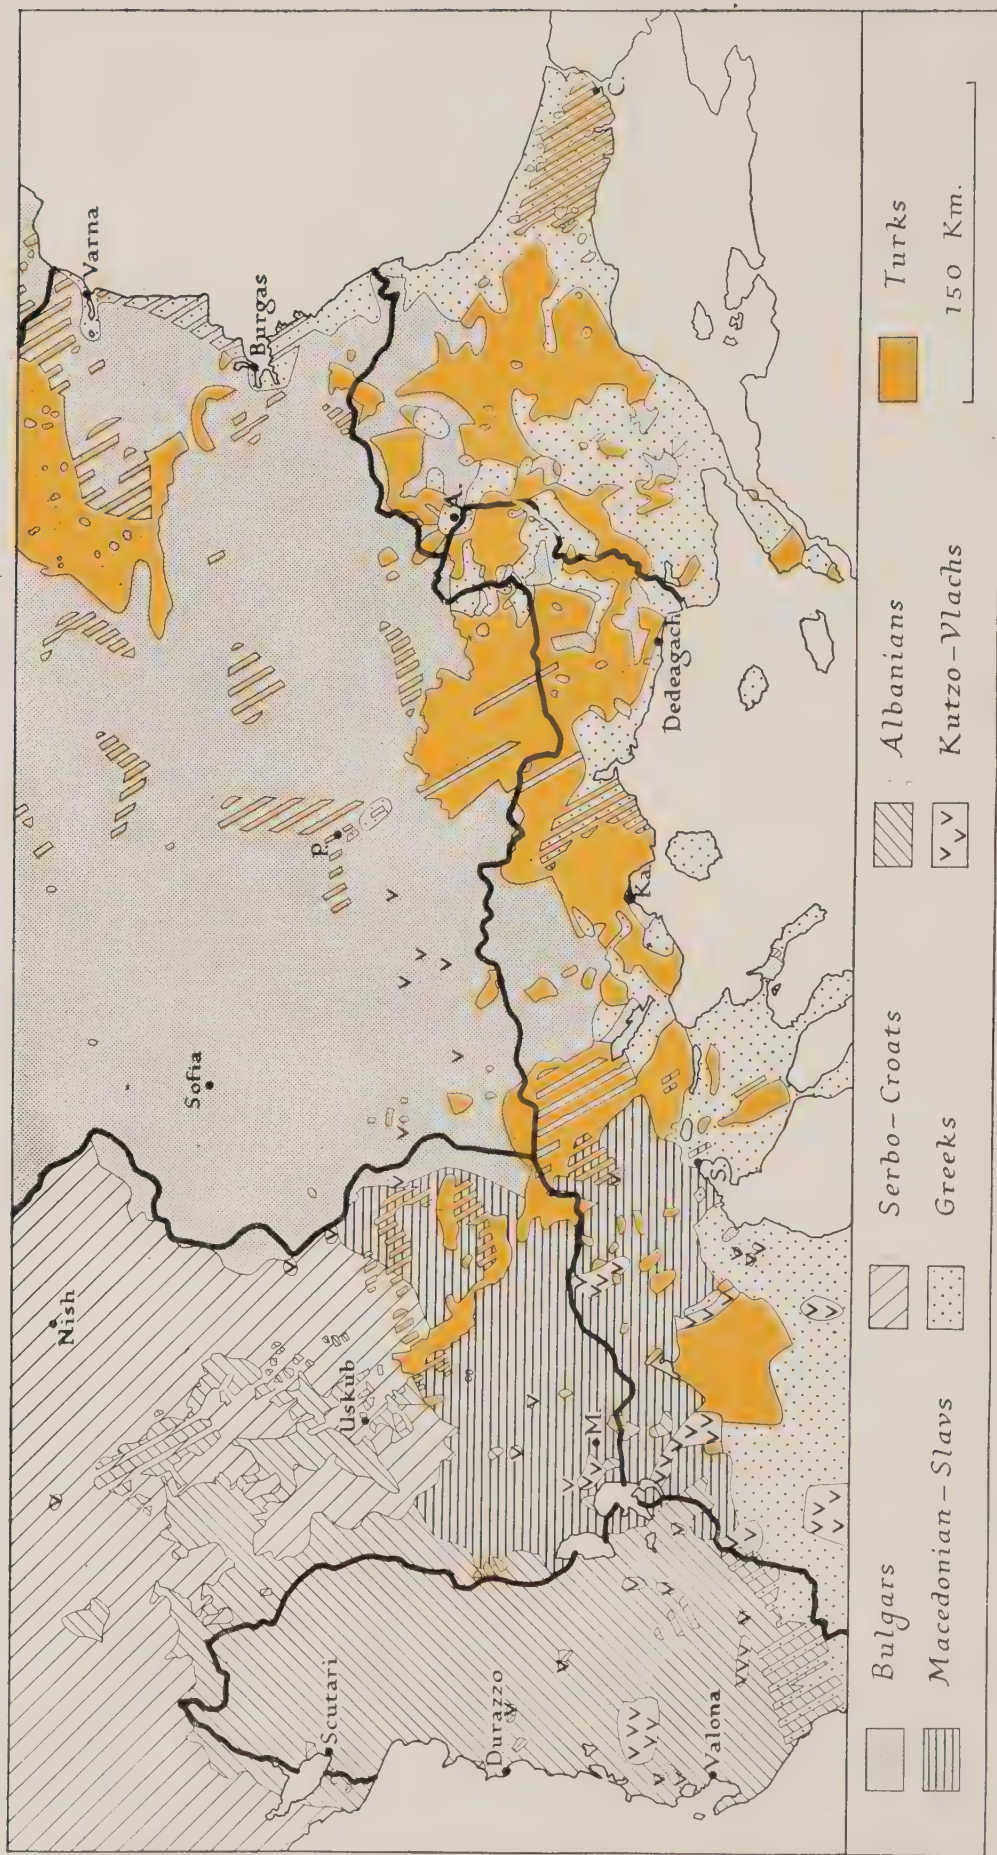 Varna
Burgas
C.
A.
Dedeagach
P.
Ka.
Sofia
S.
Nish
Uskub
M.
Scutari
Durazzo
Valona
Bulgars
Serbo-Croats
Albanians
Turks
Macedonian-Slavs
Greeks
Kutzo-Vlachs
150 Km.